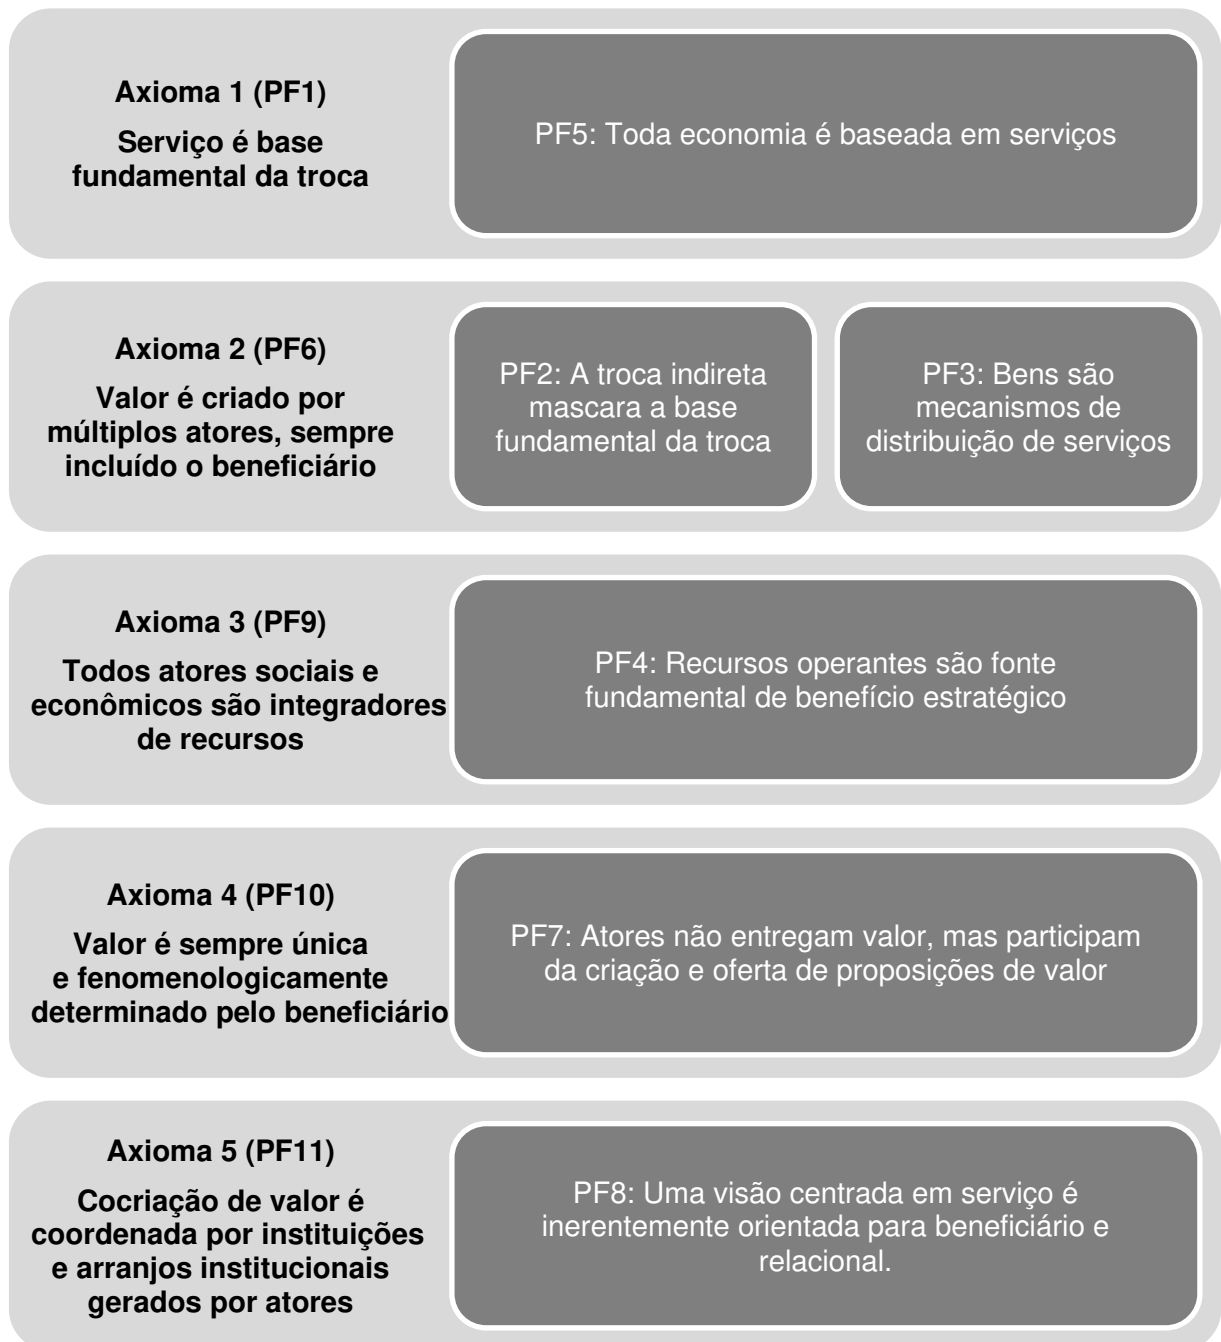 Axioma 1 (PF1)
Serviço é base
fundamental da troca
PF5: Toda economia é baseada em serviços
Axioma 2 (PF6)
Valor é criado por
múltiplos atores, sempre
incluído o beneficiário
PF2: A troca indireta
mascara a base
fundamental da troca
PF3: Bens são
mecanismos de
distribuição de serviços
Axioma 3 (PF9)
Todos atores sociais e
econômicos são integradores
de recursos
PF4: Recursos operantes são fonte
fundamental de benefício estratégico
Axioma 4 (PF10)
Valor é sempre única
e fenomenologicamente
determinado pelo beneficiário
PF7: Atores não entregam valor, mas participam
da criação e oferta de proposições de valor
Axioma 5 (PF11)
Cocriação de valor é
coordenada por instituições
e arranjos institucionais
gerados por atores
PF8: Uma visão centrada em serviço é
inerentemente orientada para beneficiário e
relacional.